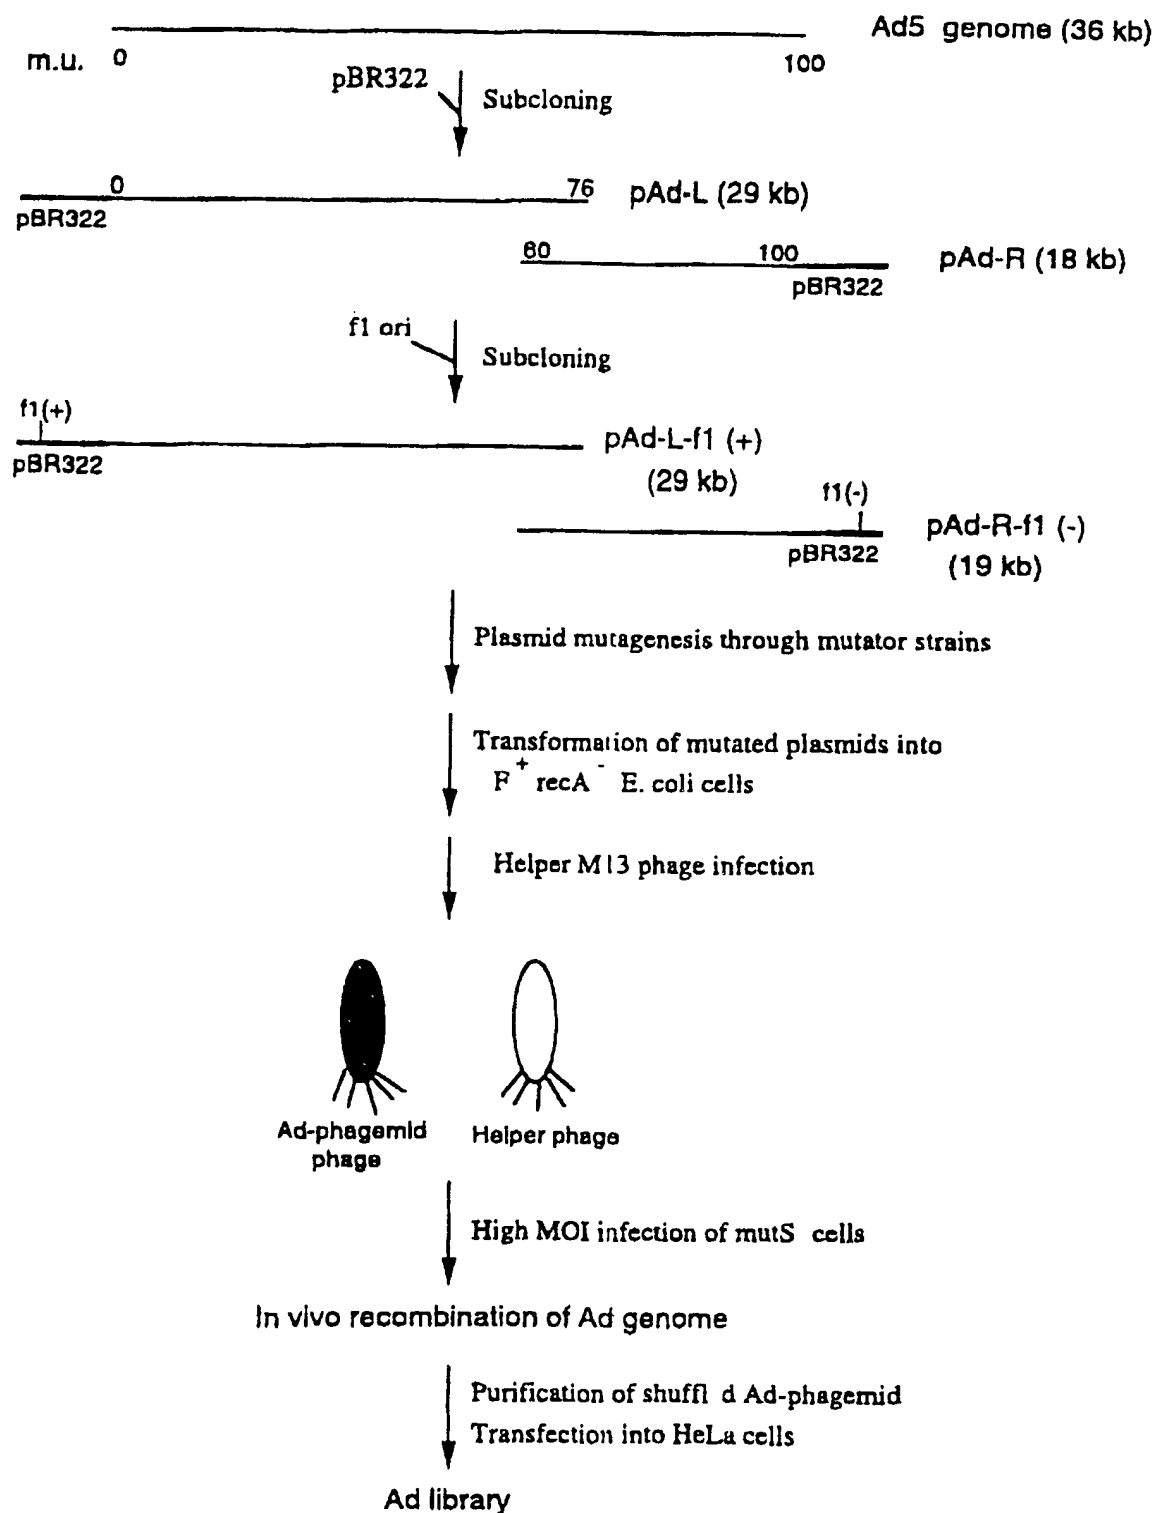 Ad5 genome (36 kb)
m.u. 0 100
pBR322
Subcloning
0 76 pAd-L (29 kb)
pBR322
60 100 pAd-R (18 kb)
pBR322
f1 ori
Subcloning
f1(+)
pAd-L-f1 (+)
pBR322
(29 kb)
f1(-)
pAd-R-f1 (-)
pBR322
(19 kb)
Plasmid mutagenesis through mutator strains
Transformation of mutated plasmids into
F+ recA- E. coli cells
Helper M13 phage infection
Ad-phagemid
phage
Helper phage
High MOI infection of mutS cells
In vivo recombination of Ad genome
Purification of shuffl d Ad-phagemid
Transfection into HeLa cells
Ad library